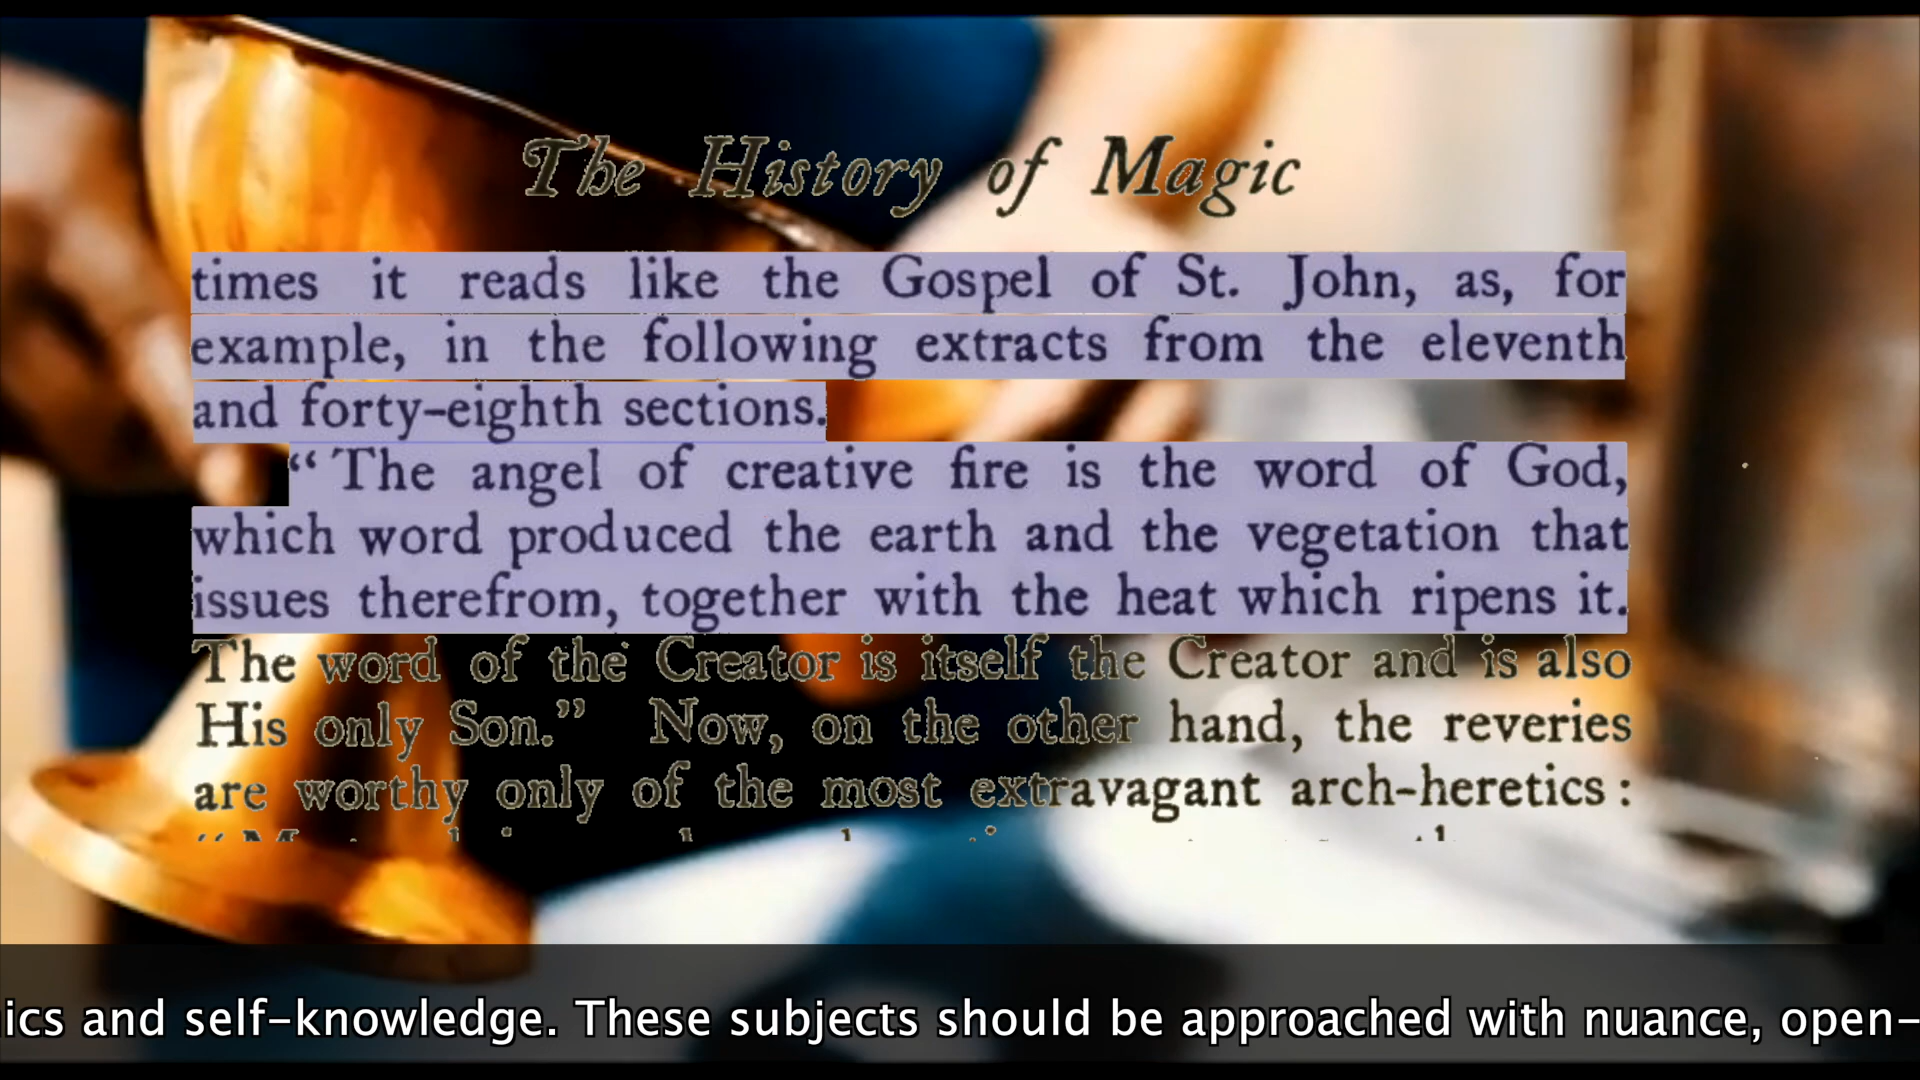 The History of Magic
times it reads like the Gospel of St. John, as, for
example, in the following extracts from the eleventh
and forty-eighth sections.
“The angel of creative fire is the word of God,
which word produced the earth and the vegetation that
issues therefrom, together with the heat which ripens it.
The word of the Creator is itself the Creator and is also
His only Son.” Now, on the other hand, the reveries
are worthy only of the most extravagant arch-heretics:
ics and self-knowledge. These subjects should be approached with nuance, open-